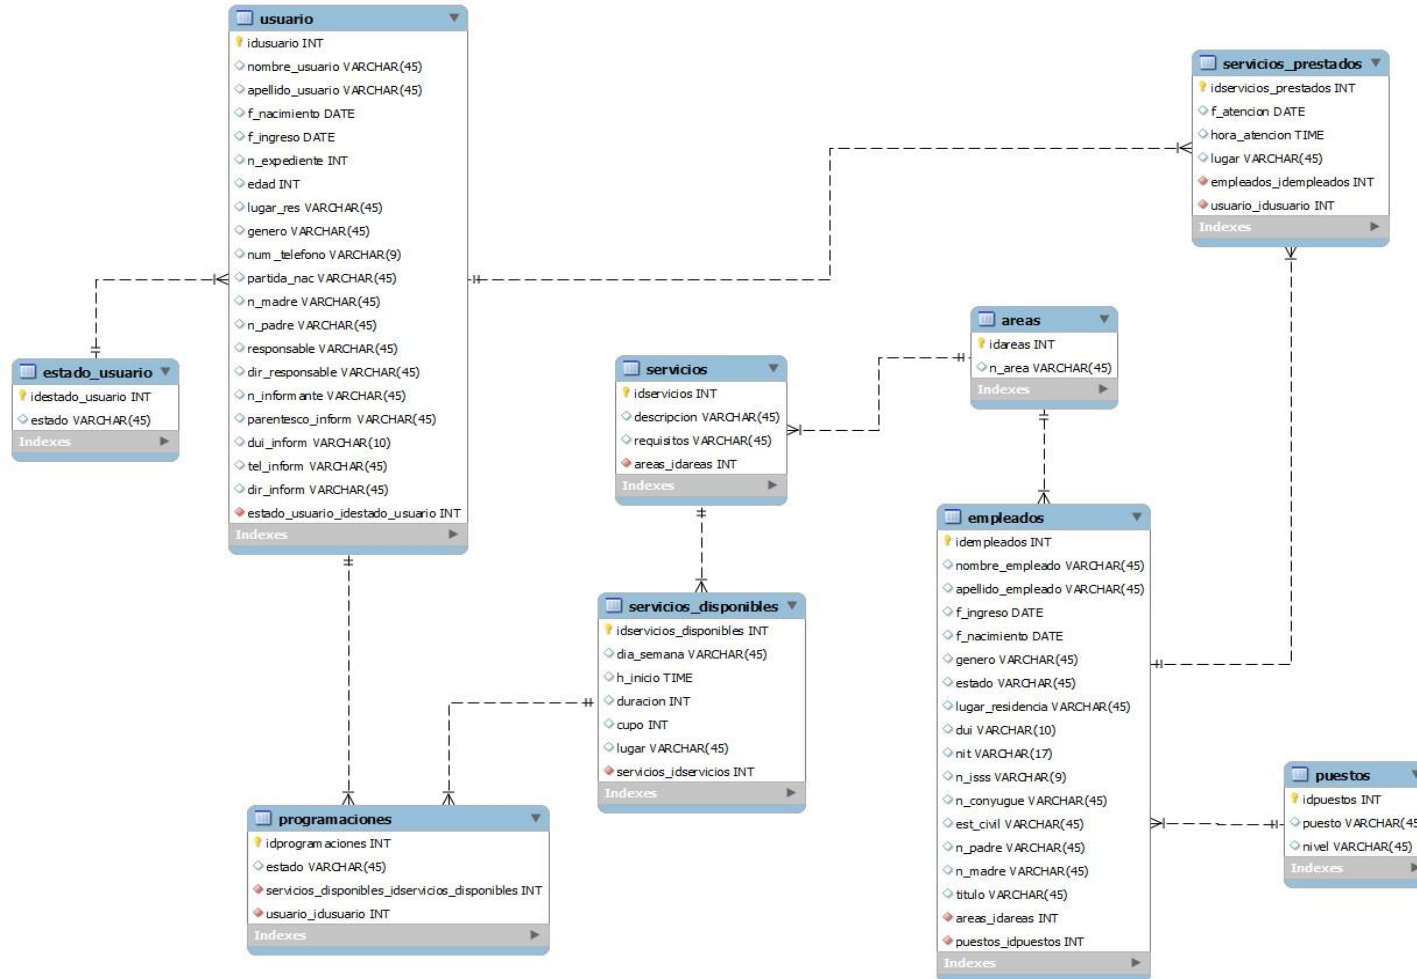 usuario
idusuario INT
nombre_usuario VARCHAR(45)
apellido_usuario VARCHAR(45)
f_nacimiento DATE
f_ingreso DATE
n_expediente INT
edad INT
lugar_res VARCHAR(45)
genero VARCHAR(45)
num_telefono VARCHAR(9)
partida_nac VARCHAR(45)
n_madre VARCHAR(45)
n_padre VARCHAR(45)
responsable VARCHAR(45)
dir_responsable VARCHAR(45)
n_informante VARCHAR(45)
parentesco_inform VARCHAR(45)
dui_inform VARCHAR(10)
tel_inform VARCHAR(45)
dir_inform VARCHAR(45)
estado_usuario_idestado_usuario INT
Indexes
servicios_prestados
idservicios_prestados INT
f_atencion DATE
hora_atencion TIME
lugar VARCHAR(45)
empleados_idempleados INT
usuario_idusuario INT
Indexes
estado_usuario
idestado_usuario INT
estado VARCHAR(45)
Indexes
servicios
idservicios INT
descripcion VARCHAR(45)
requisitos VARCHAR(45)
areas_idareas INT
Indexes
areas
idareas INT
n_area VARCHAR(45)
Indexes
servicios_disponibles
idservicios_disponibles INT
dia_semana VARCHAR(45)
h_inicio TIME
duracion INT
cupo INT
lugar VARCHAR(45)
servicios_idservicios INT
Indexes
empleados
idempleados INT
nombre_empleado VARCHAR(45)
apellido_empleado VARCHAR(45)
f_ingreso DATE
f_nacimiento DATE
genero VARCHAR(45)
estado VARCHAR(45)
lugar_residencia VARCHAR(45)
dui VARCHAR(10)
nit VARCHAR(17)
n_isss VARCHAR(9)
n_conyugue VARCHAR(45)
est_civil VARCHAR(45)
n_padre VARCHAR(45)
n_madre VARCHAR(45)
titulo VARCHAR(45)
areas_idareas INT
puestos_idpuestos INT
Indexes
programaciones
idprogramaciones INT
estado VARCHAR(45)
servicios_disponibles_idservicios_disponibles INT
usuario_idusuario INT
Indexes
puestos
idpuestos INT
puesto VARCHAR(45
nivel VARCHAR(45)
Indexes